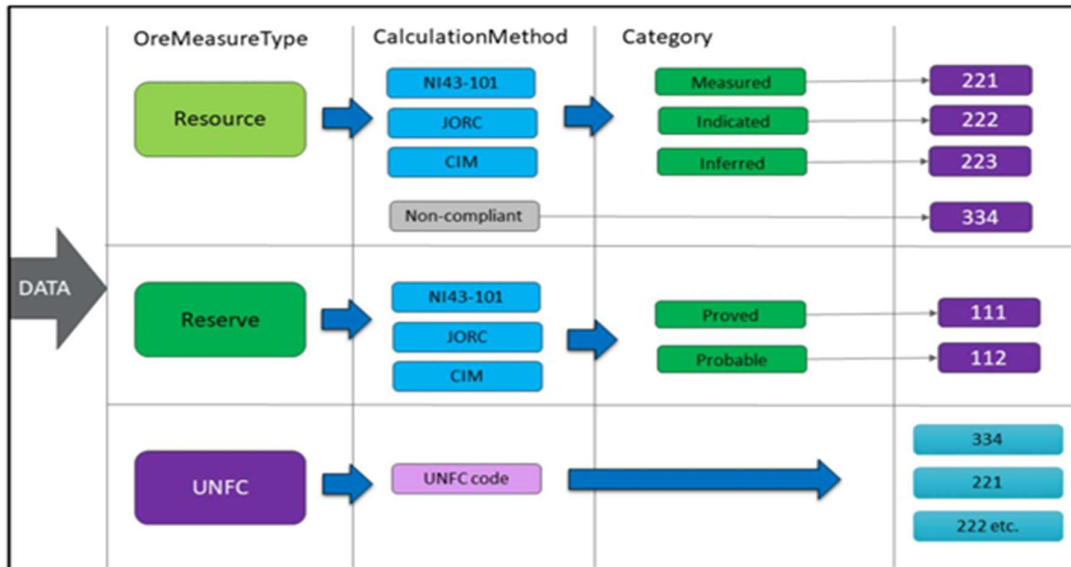 OreMeasureType
CalculationMethod
Category
Resource
NI43-101
JORC
CIM
Non-compliant
Measured
Indicated
Inferred
221
222
223
334
DATA
Reserve
NI43-101
JORC
CIM
Proved
Probable
111
112
UNFC
UNFC code
334
221
222 etc.